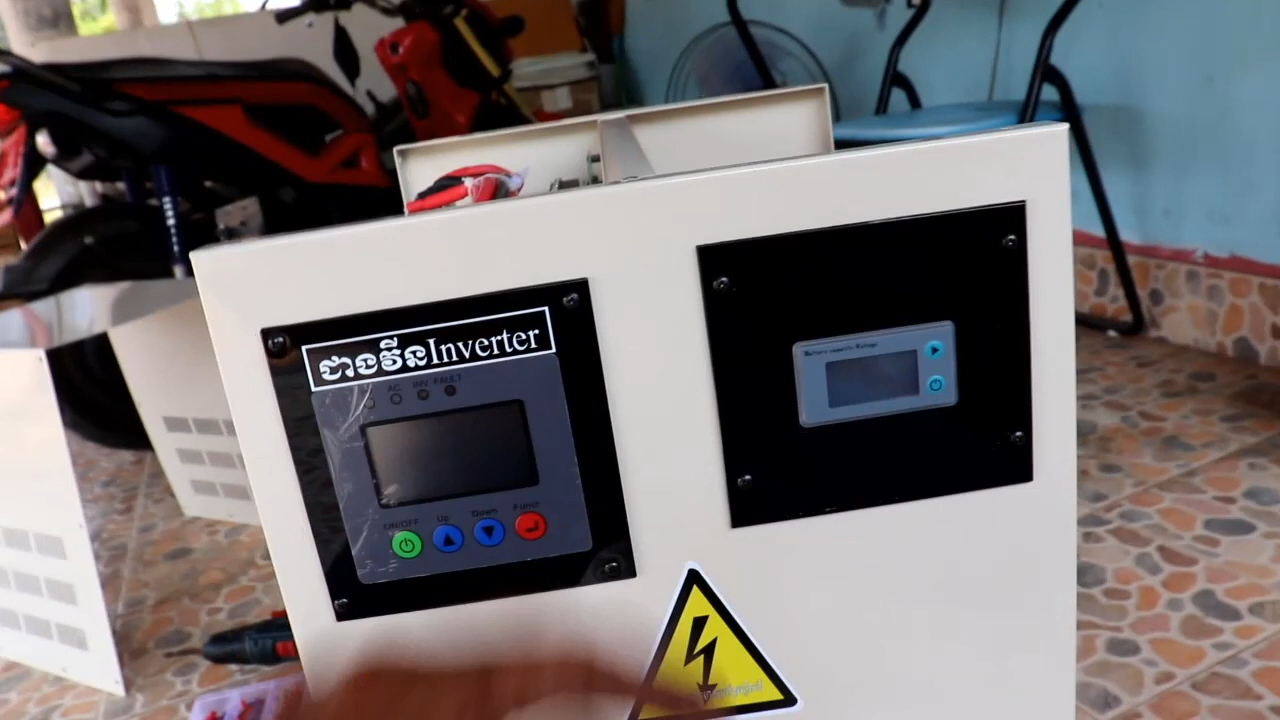 ជាងវីនInverter
AC INV FAULT
ON/OFF Up Down Funsi
Battery capacity Voltage